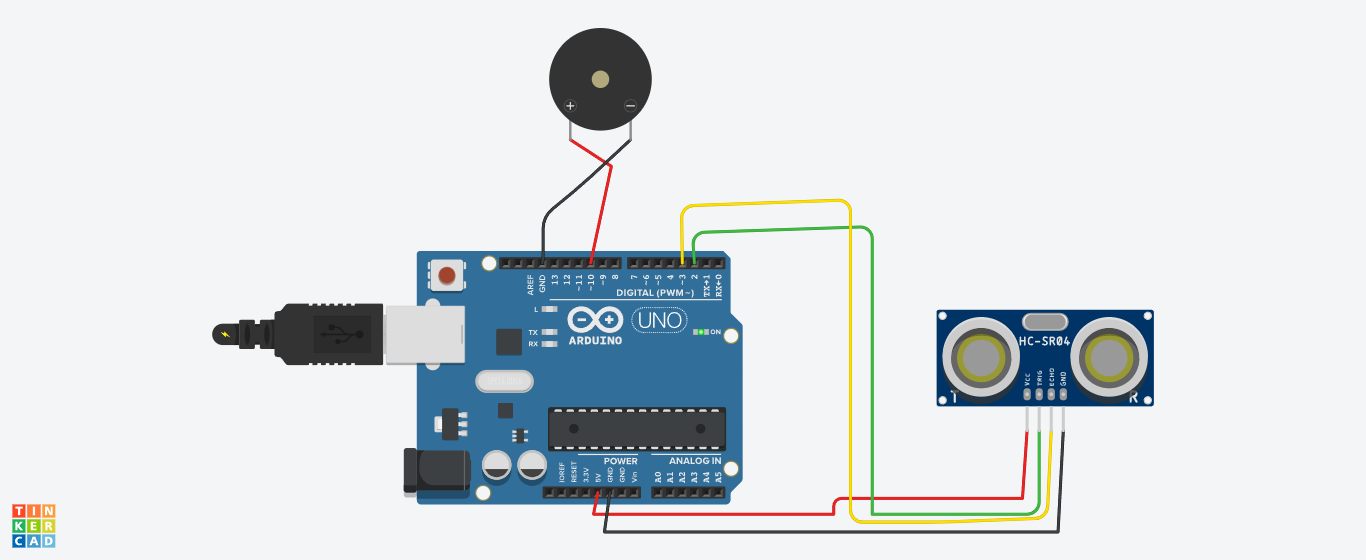 + −
AREF
GND
13
12
~11
~10
~9
8
7
~6
~5
4
~3
2
TX→1
RX←0
DIGITAL (PWM~)
L
TX
RX
UNO
ON
ARDUINO
HC-SR04
VCC
TRIG
ECHO
GND
T
R
POWER
ANALOG IN
IOREF
RESET
3.3V
5V
GND
GND
Vin
A0
A1
A2
A3
A4
A5
TIN
KER
CAD